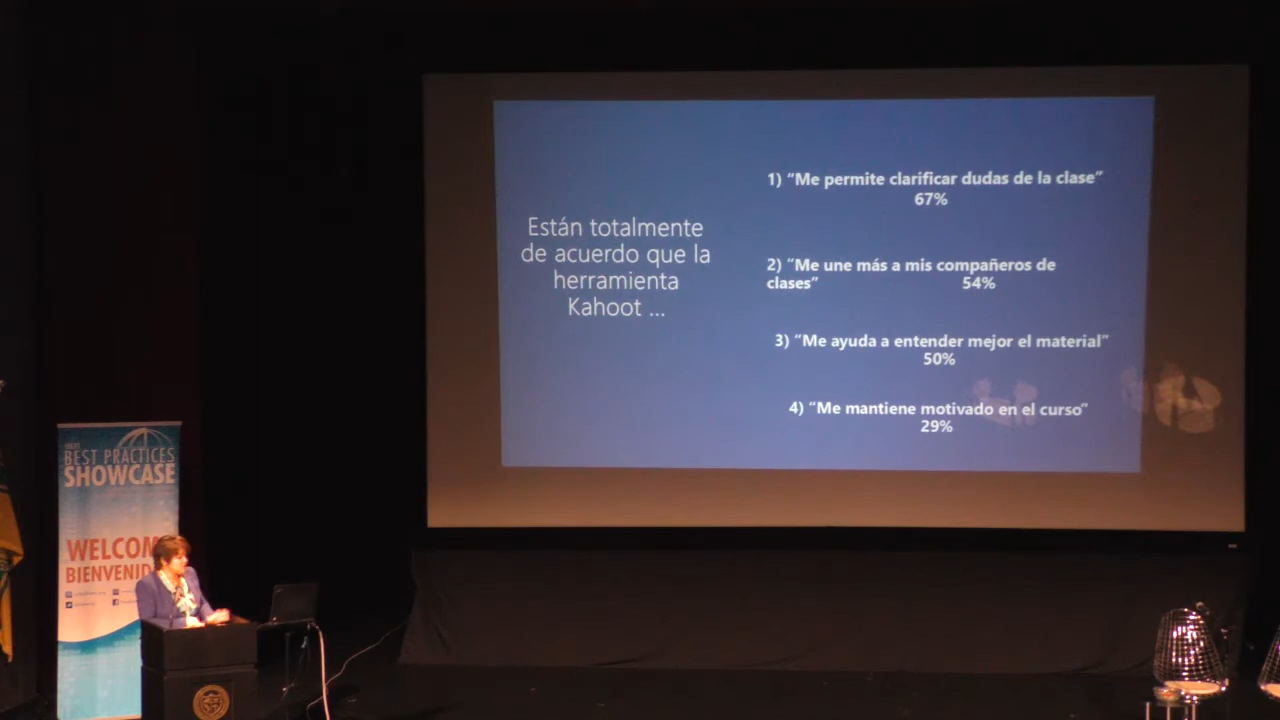 Están totalmente
de acuerdo que la
herramienta
Kahoot ...
1) “Me permite clarificar dudas de la clase”
67%
2) “Me une más a mis compañeros de
clases” 54%
3) “Me ayuda a entender mejor el material”
50%
4) “Me mantiene motivado en el curso”
29%
BEST PRACTICES
SHOWCASE
WELCOM
BIENVENID